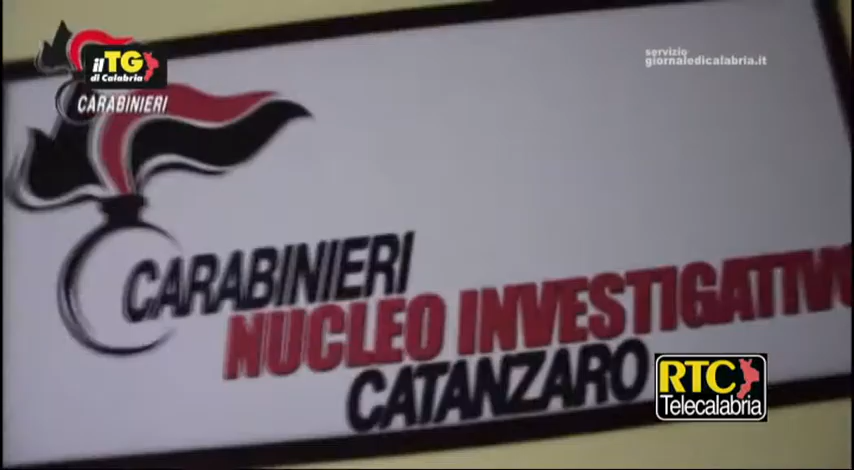 il TG
di Calabria
CARABINIERI
servizio
giornaledicalabria.it
CARABINIERI
NUCLEO INVESTIGATIVO
CATANZARO
RTC
Telecalabria